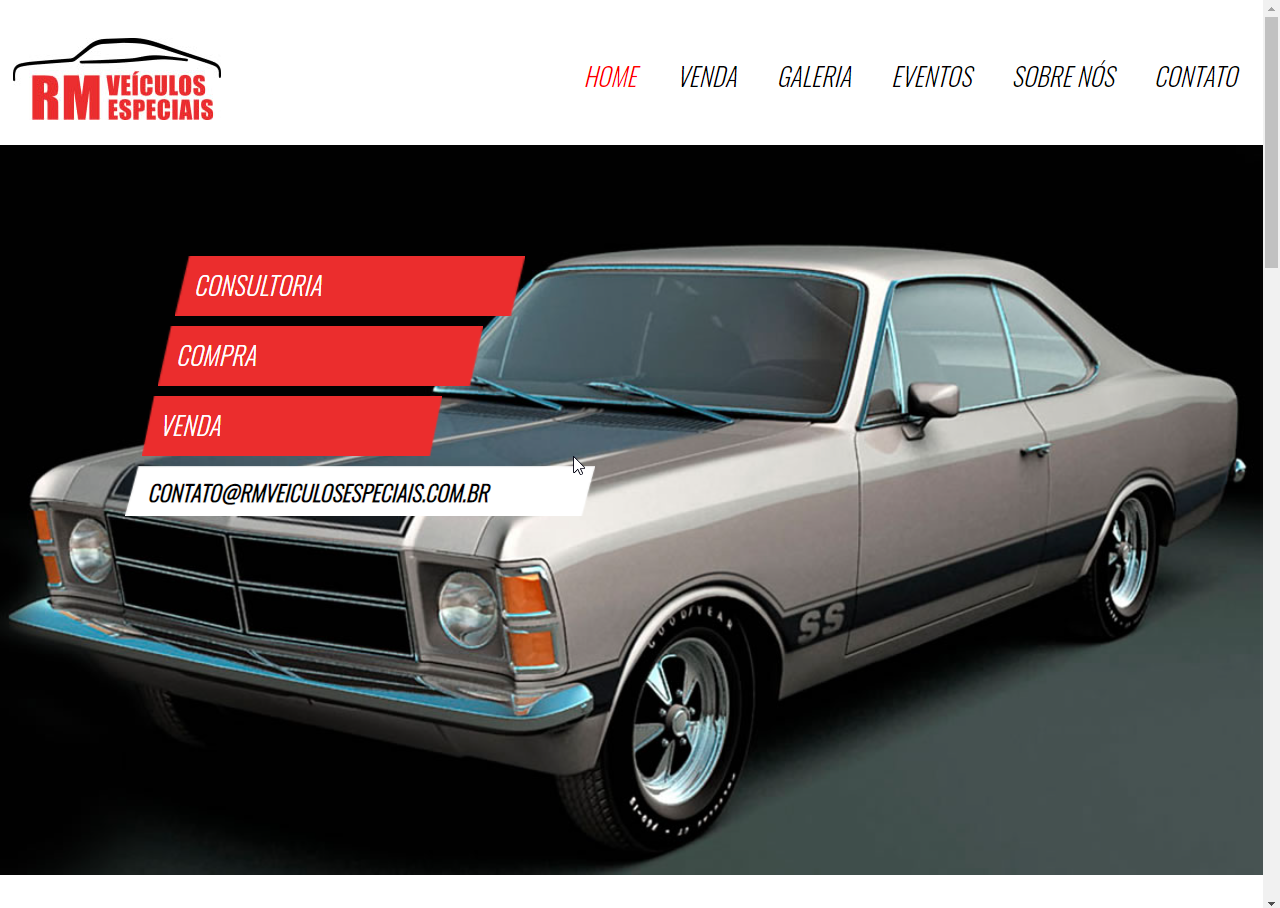 RM VEÍCULOS
ESPECIAIS
HOME VENDA GALERIA EVENTOS SOBRE NÓS CONTATO
CONSULTORIA
COMPRA
VENDA
CONTATO@RMVEICULOSESPECIAIS.COM.BR
SS
GOODYEAR